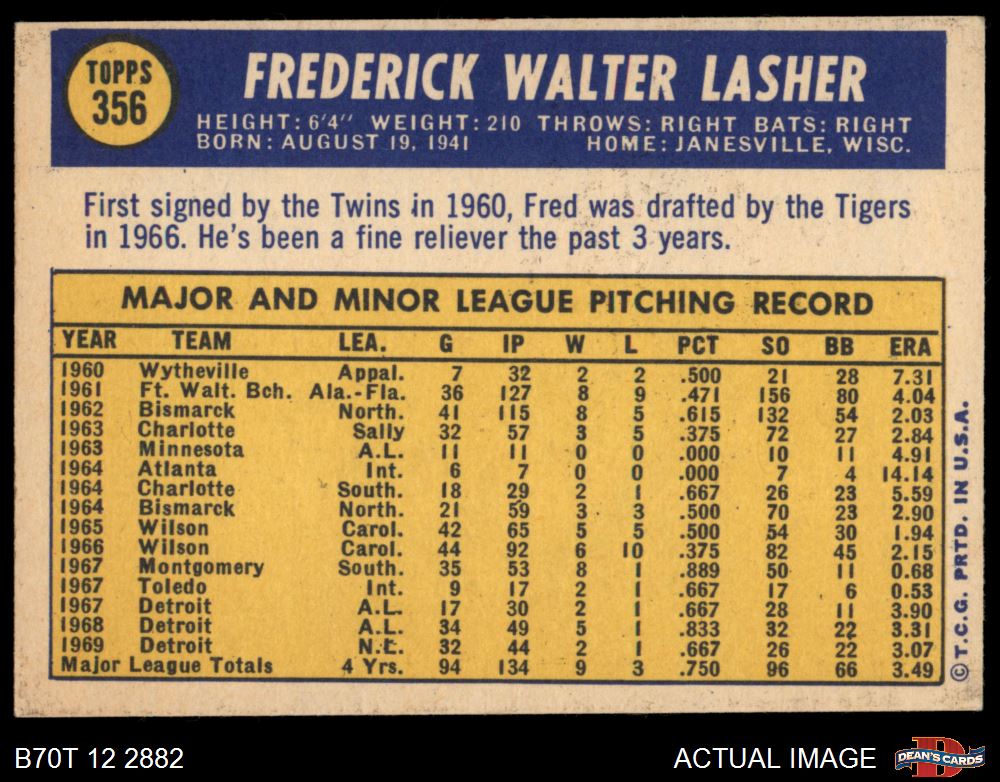 TOPPS
356
FREDERICK WALTER LASHER
HEIGHT: 6'4" WEIGHT: 210 THROWS: RIGHT BATS: RIGHT
BORN: AUGUST 19, 1941 HOME: JANESVILLE, WISC.
First signed by the Twins in 1960, Fred was drafted by the Tigers
in 1966. He's been a fine reliever the past 3 years.
MAJOR AND MINOR LEAGUE PITCHING RECORD
YEAR TEAM LEA. G IP W L PCT SO BB ERA
1960 Wytheville Appal. 7 32 2 2 .500 21 28 7.31
1961 Ft. Walt. Bch. Ala.-Fla. 36 127 8 9 .471 156 80 4.04
1962 Bismarck North. 41 115 8 5 .615 132 54 2.03
1963 Charlotte Sally 32 57 3 5 .375 72 27 2.84
1963 Minnesota A.L. 11 11 0 0 .000 10 11 4.91
1964 Atlanta Int. 6 7 0 0 .000 7 4 14.14
1964 Charlotte South. 18 29 2 1 .667 26 23 5.59
1964 Bismarck North. 21 59 3 3 .500 70 23 2.90
1965 Wilson Carol. 42 65 5 5 .500 54 30 1.94
1966 Wilson Carol. 44 92 6 10 .375 82 45 2.15
1967 Montgomery South. 35 53 8 1 .889 50 11 0.68
1967 Toledo Int. 9 17 2 1 .667 17 6 0.53
1967 Detroit A.L. 17 30 2 1 .667 28 11 3.90
1968 Detroit A.L. 34 49 5 1 .833 32 22 3.31
1969 Detroit N.L. 32 44 2 1 .667 26 22 3.07
Major League Totals 4 Yrs. 94 134 9 3 .750 96 66 3.49
© T.C.G. PRTD. IN U.S.A.
B70T 12 2882
ACTUAL IMAGE
D
DEAN'S CARDS